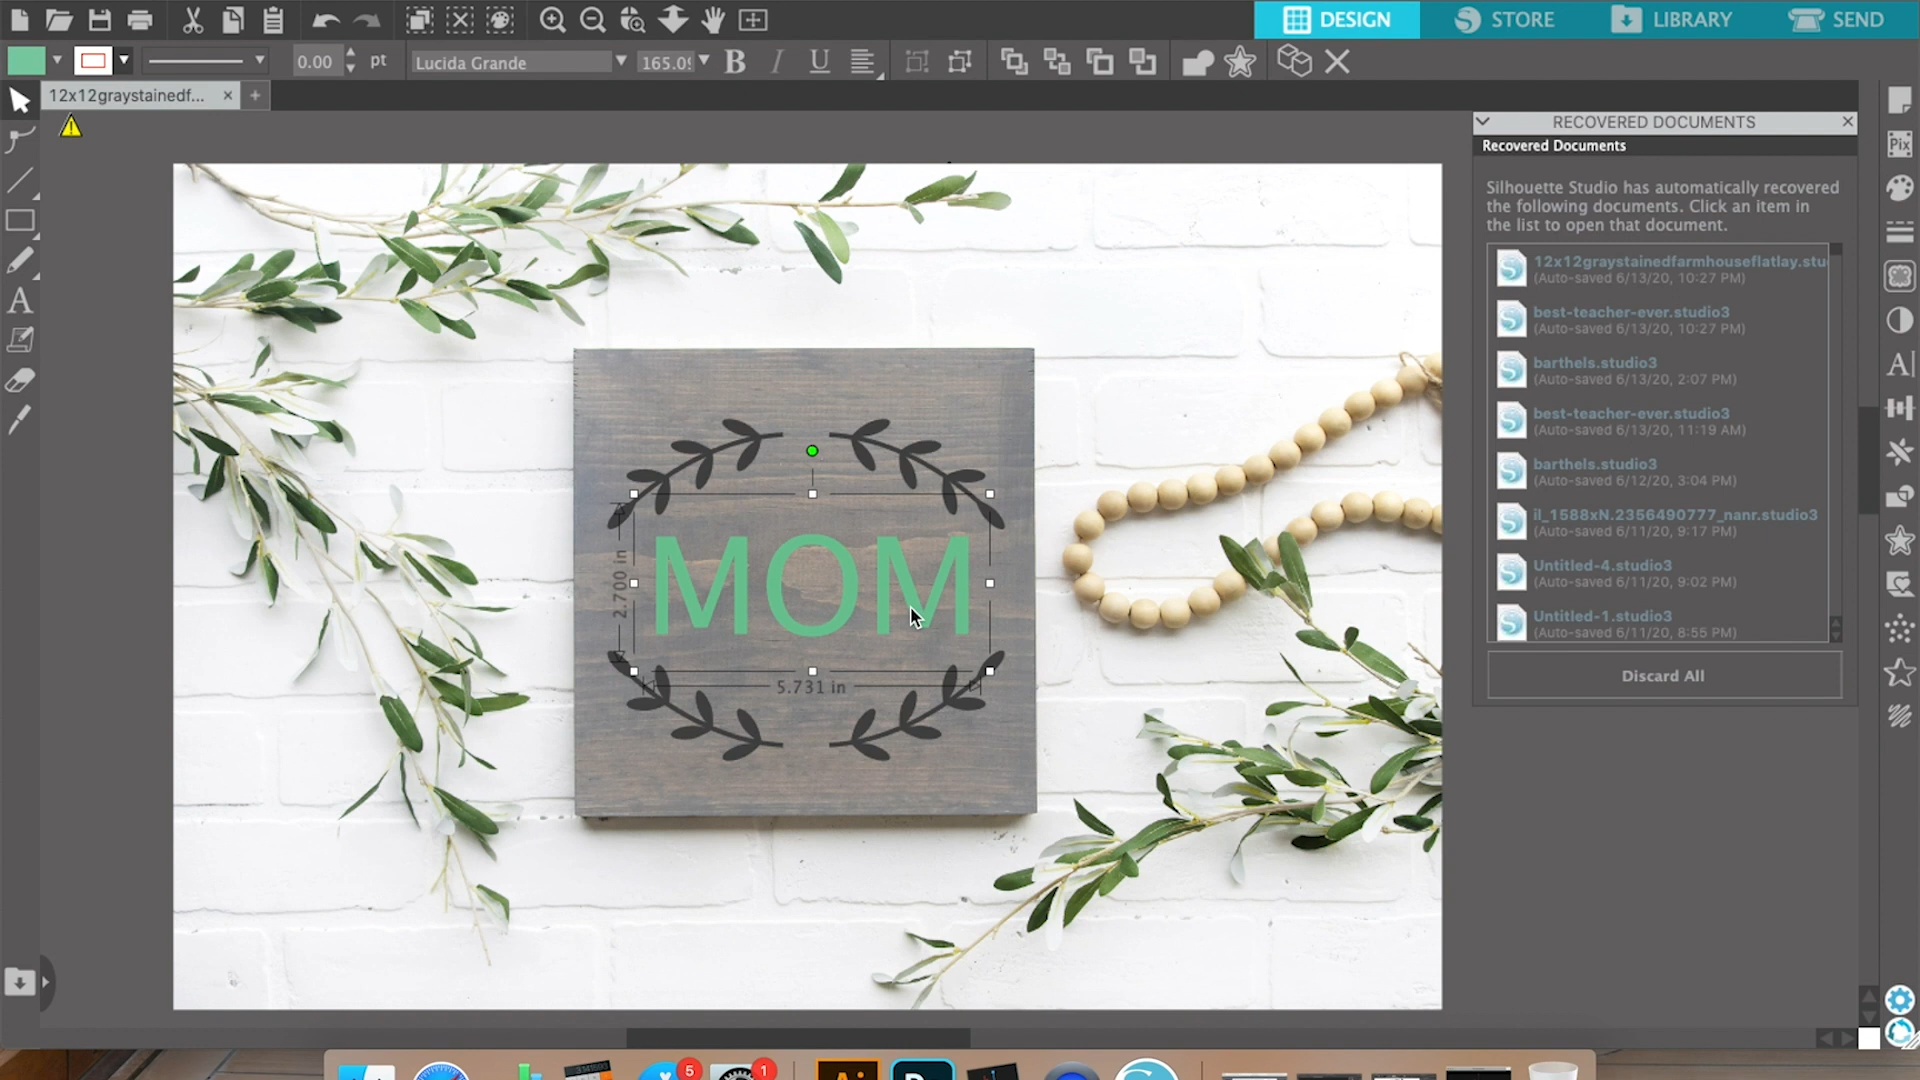 DESIGN
STORE
LIBRARY
SEND
0.00
pt
Lucida Grande
165.0
B
I
U
12x12graystainedf...
RECOVERED DOCUMENTS
Recovered Documents
Silhouette Studio has automatically recovered
the following documents. Click an item in
the list to open that document.
12x12graystainedfarmhouseflatlay.stu
(Auto-saved 6/13/20, 10:27 PM)
best-teacher-ever.studio3
(Auto-saved 6/13/20, 10:27 PM)
barthels.studio3
(Auto-saved 6/13/20, 2:07 PM)
best-teacher-ever.studio3
(Auto-saved 6/13/20, 11:19 AM)
barthels.studio3
(Auto-saved 6/12/20, 3:04 PM)
il_1588xN.2356490777_nanr.studio3
(Auto-saved 6/11/20, 9:17 PM)
Untitled-4.studio3
(Auto-saved 6/11/20, 9:02 PM)
Untitled-1.studio3
(Auto-saved 6/11/20, 8:55 PM)
Discard All
Pix
A
A
MOM
2.700 in
5.731 in
5
1